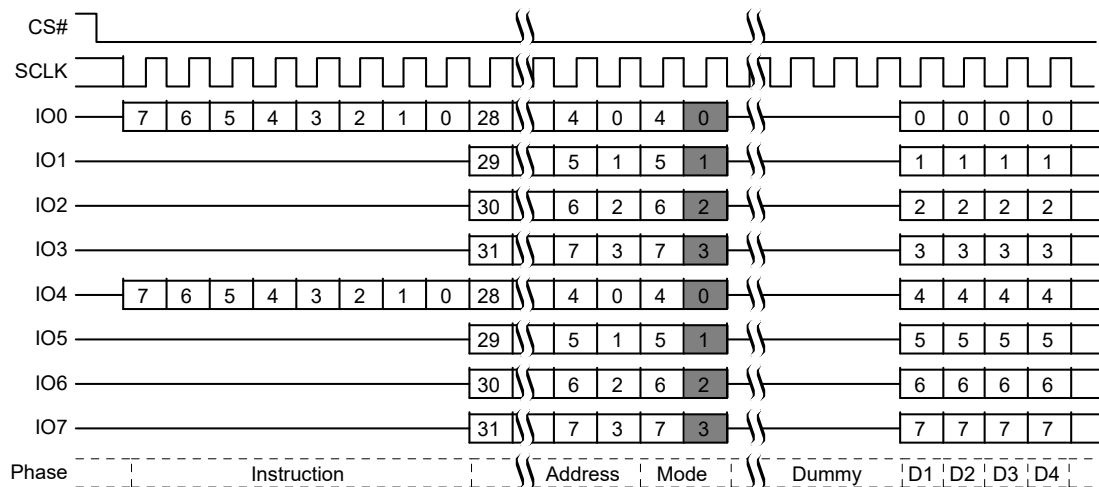 CS#
SCLK
IO0 7 6 5 4 3 2 1 0 28 4 0 4 0 0 0 0 0
IO1 29 5 1 5 1 1 1 1 1
IO2 30 6 2 6 2 2 2 2 2
IO3 31 7 3 7 3 3 3 3 3
IO4 7 6 5 4 3 2 1 0 28 4 0 4 0 4 4 4 4
IO5 29 5 1 5 1 5 5 5 5
IO6 30 6 2 6 2 6 6 6 6
IO7 31 7 3 7 3 7 7 7 7
Phase Instruction Address Mode Dummy D1 D2 D3 D4